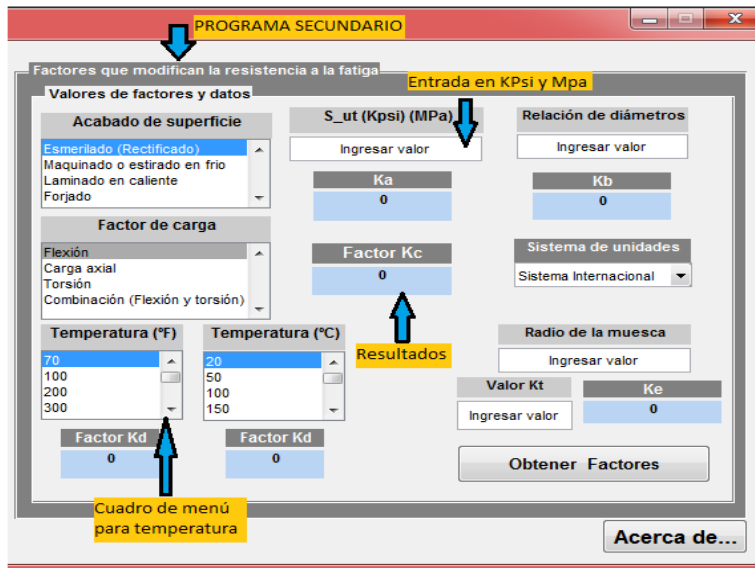 PROGRAMA SECUNDARIO
Factores que modifican la resistencia a la fatiga
Entrada en KPsi y Mpa
Valores de factores y datos
Acabado de superficie
Esmerilado (Rectificado)
Maquinado o estirado en frio
Laminado en caliente
Forjado
S_ut (Kpsi) (MPa)
Ingresar valor
Relación de diámetros
Ingresar valor
Ka
0
Kb
0
Factor de carga
Flexión
Carga axial
Torsión
Combinación (Flexión y torsión)
Factor Kc
0
Sistema de unidades
Sistema Internacional
Temperatura (ºF)
70
100
200
300
Temperatura (ºC)
20
50
100
150
Resultados
Radio de la muesca
Ingresar valor
Valor Kt
Ingresar valor
Ke
0
Factor Kd
0
Factor Kd
0
Obtener Factores
Cuadro de menú
para temperatura
Acerca de...